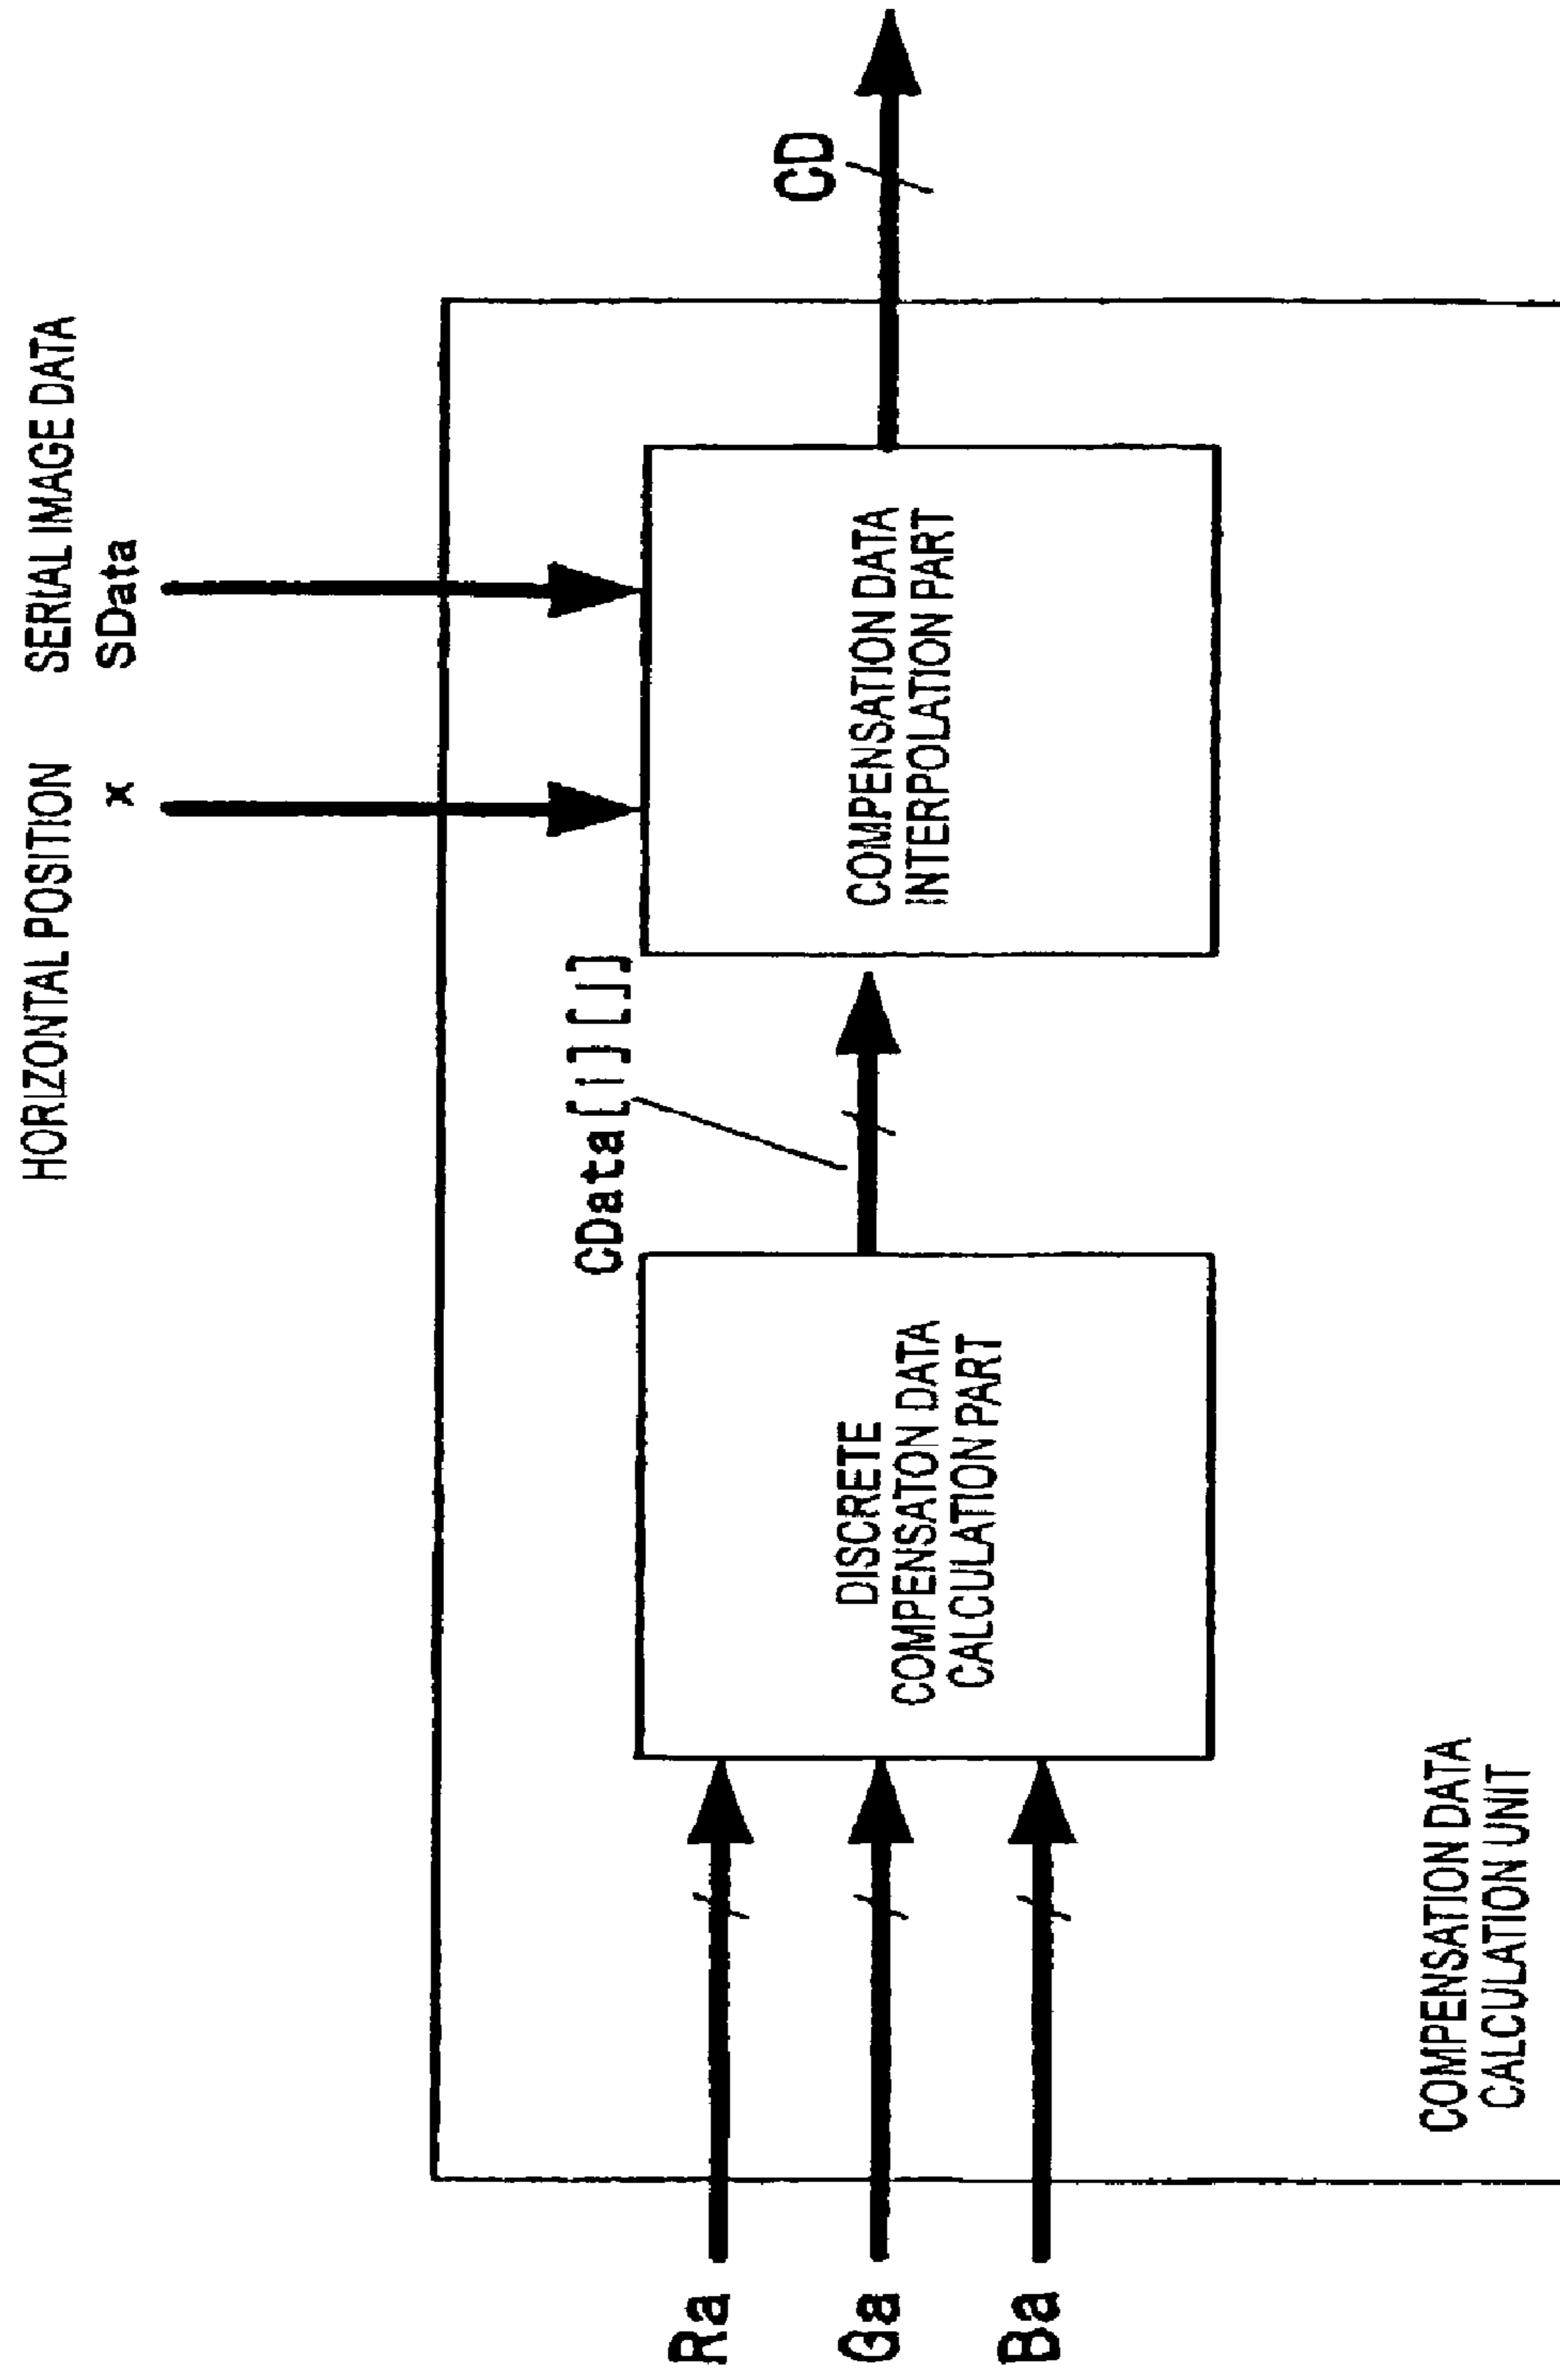 HORIZONTAL POSITION
x
SERIAL IMAGE DATA
SData
CData[i][j]
CD
Ra
Ga
Ba
DISCRETE
COMPENSATON DATA
CALCULATION PART
COMPENSATION DATA
INTERPOLATION PART
COMPENSATION DATA
CALCULATION UNIT